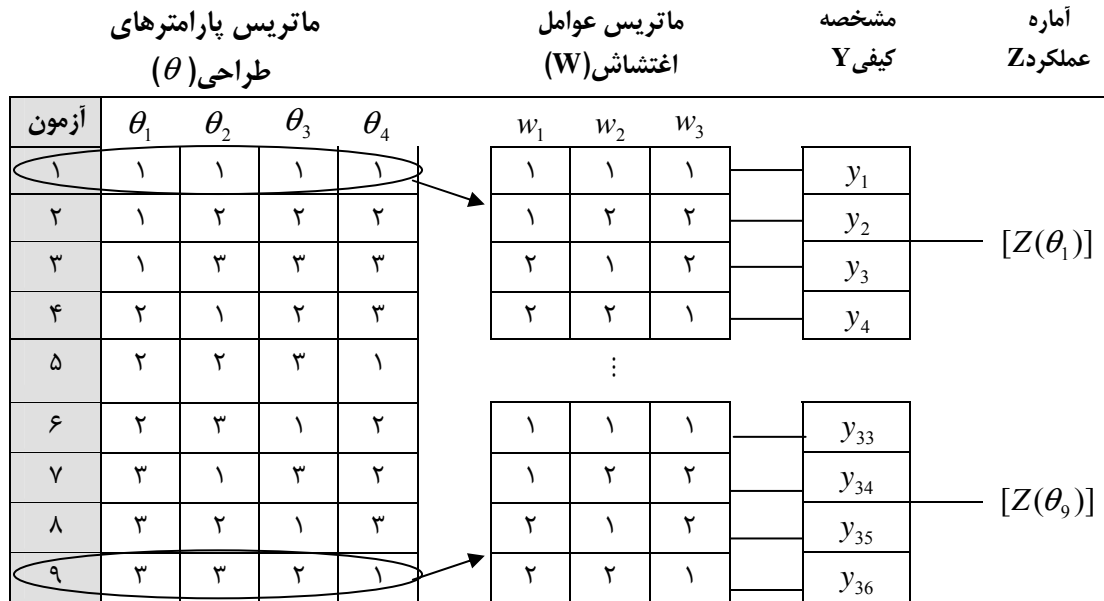 ماتریس پارامترهای طراحی( θ )
ماتریس عوامل اغتشاش(W)
مشخصه کیفی Y
آماره عملکرد Z
آزمون θ₁ θ₂ θ₃ θ₄
۱ ۱ ۱ ۱ ۱
۲ ۱ ۲ ۲ ۲
۳ ۱ ۳ ۳ ۳
۴ ۲ ۱ ۲ ۳
۵ ۲ ۲ ۳ ۱
۶ ۲ ۳ ۱ ۲
۷ ۳ ۱ ۳ ۲
۸ ۳ ۲ ۱ ۳
۹ ۳ ۳ ۲ ۱
w₁ w₂ w₃
۱ ۱ ۱ y₁
۱ ۲ ۲ y₂
۲ ۱ ۲ y₃
۲ ۲ ۱ y₄
[Z(θ₁)]
⋮
۱ ۱ ۱ y₃₃
۱ ۲ ۲ y₃₄
۲ ۱ ۲ y₃₅
۲ ۲ ۱ y₃₆
[Z(θ₉)]